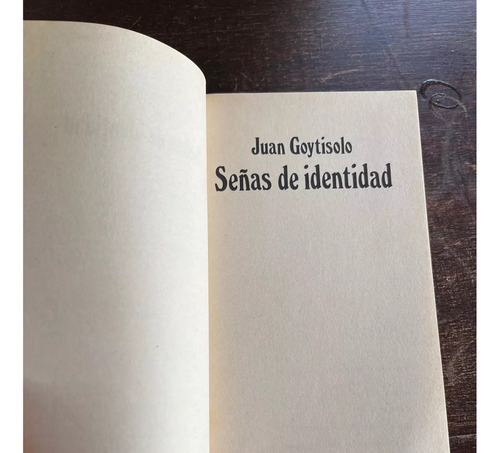 Juan Goytisolo
Señas de identidad